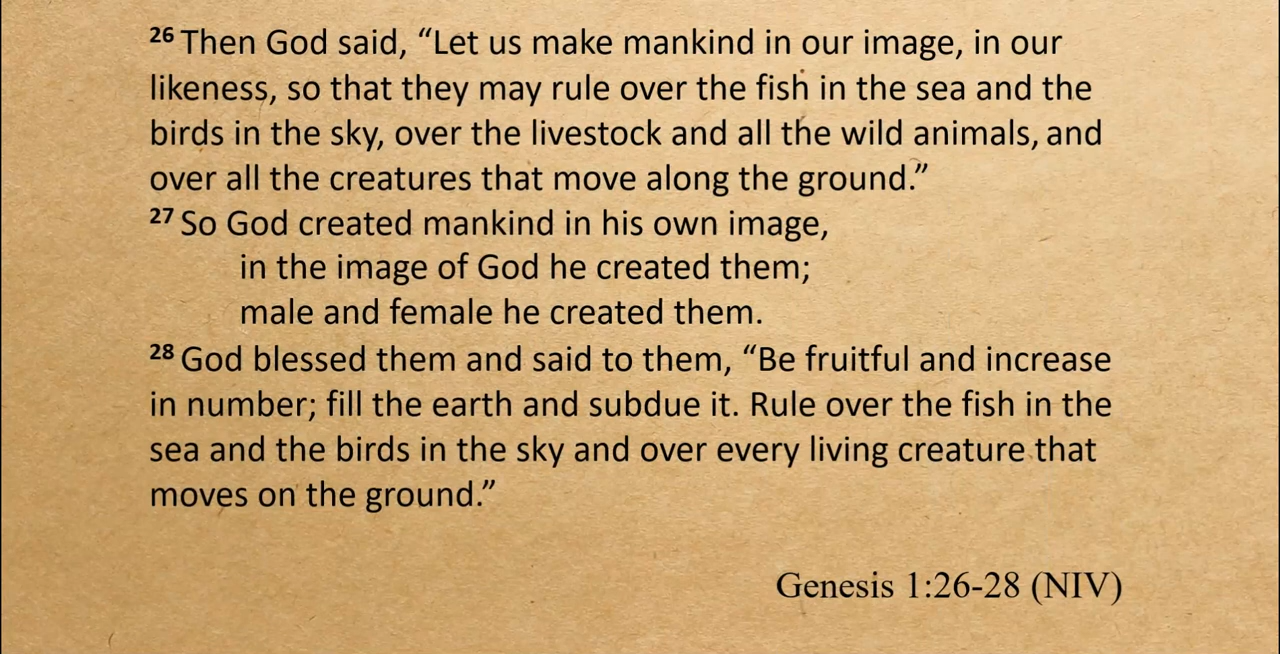 26 Then God said, “Let us make mankind in our image, in our
likeness, so that they may rule over the fish in the sea and the
birds in the sky, over the livestock and all the wild animals, and
over all the creatures that move along the ground.”
27 So God created mankind in his own image,
in the image of God he created them;
male and female he created them.
28 God blessed them and said to them, “Be fruitful and increase
in number; fill the earth and subdue it. Rule over the fish in the
sea and the birds in the sky and over every living creature that
moves on the ground.”
Genesis 1:26-28 (NIV)